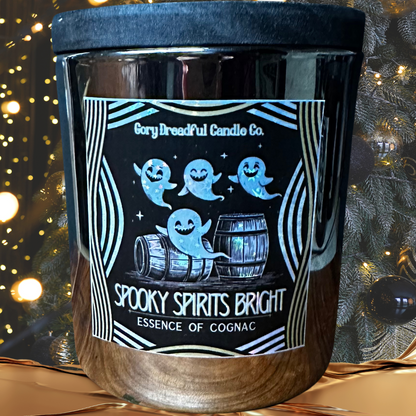 Gory Dreadful Candle Co.
SPOOKY SPIRITS BRIGHT
ESSENCE OF COGNAC